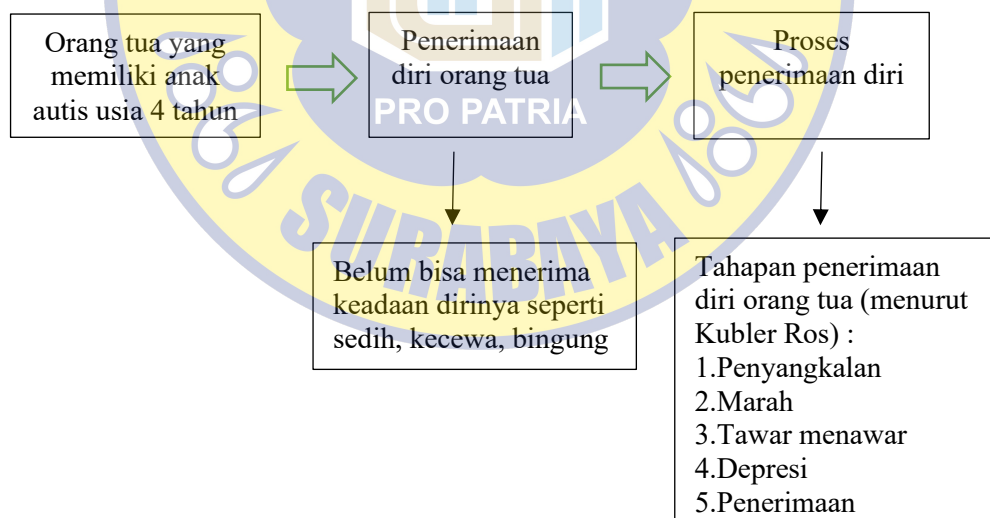 Orang tua yang
memiliki anak
autis usia 4 tahun
Penerimaan
diri orang tua
Proses
penerimaan diri
PRO PATRIA
SURABAYA
Belum bisa menerima
keadaan dirinya seperti
sedih, kecewa, bingung
Tahapan penerimaan
diri orang tua (menurut
Kubler Ros) :
1.Penyangkalan
2.Marah
3.Tawar menawar
4.Depresi
5.Penerimaan